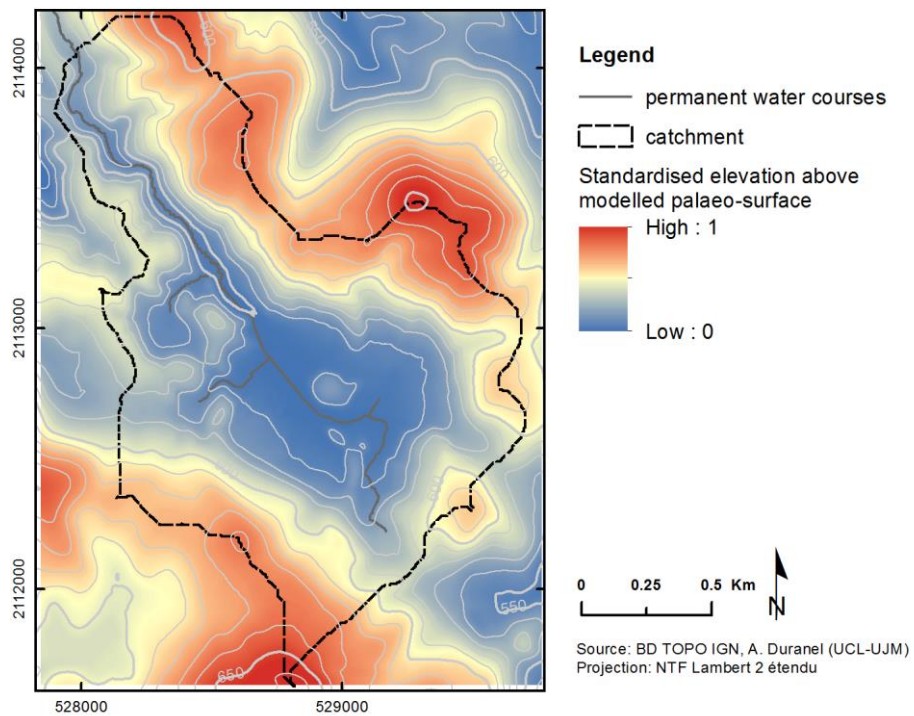 600
550
600
600
550
650
2114000
2113000
2112000
528000
529000
Legend
permanent water courses
catchment
Standardised elevation above
modelled palaeo-surface
High : 1
Low : 0
0 0.25 0.5 Km
N
Source: BD TOPO IGN, A. Duranel (UCL-UJM)
Projection: NTF Lambert 2 étendu